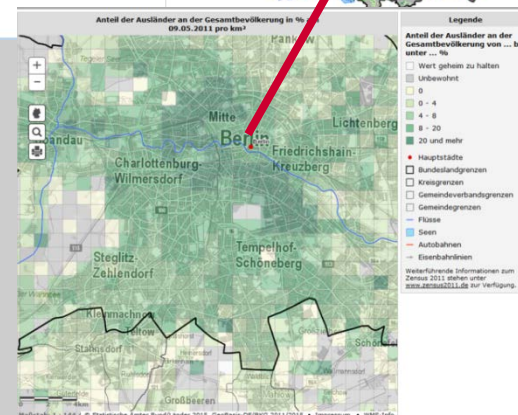 Anteil der Ausländer an der Gesamtbevölkerung in % am
09.05.2011 pro km²
Pankow
Mitte
Lichtenberg
Berlin
Friedrichshain-
Kreuzberg
Charlottenburg-
Wilmersdorf
Tempelhof-
Schöneberg
Steglitz-
Zehlendorf
Kleinmachnow
Teltow
Stahnsdorf
Großbeeren
Legende
Anteil der Ausländer an der
Gesamtbevölkerung von ... b
unter ... %
Wert geheim zu halten
Unbewohnt
0
0 - 4
4 - 8
8 - 20
20 und mehr
Hauptstädte
Bundeslandgrenzen
Kreisgrenzen
Gemeindeverbandsgrenzen
Gemeindegrenzen
Flüsse
Seen
Autobahnen
Eisenbahnlinien
Weiterführende Informationen zum
Zensus 2011 stehen unter
www.zensus2011.de zur Verfügung.